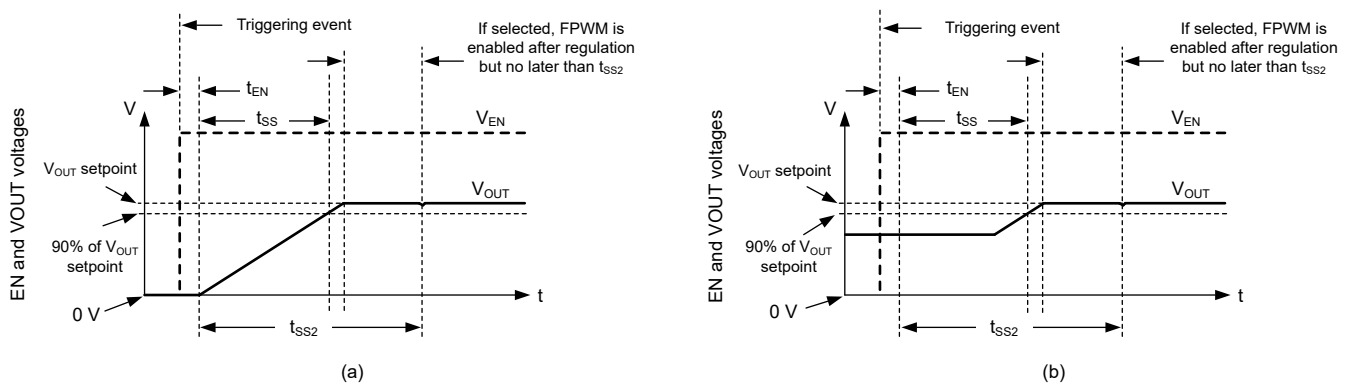 Triggering event
If selected, FPWM is
enabled after regulation
but no later than tSS2
tEN
V
tSS
VEN
VOUT setpoint
VOUT
90% of VOUT
setpoint
0 V
t
tSS2
EN and VOUT voltages
(a)
Triggering event
If selected, FPWM is
enabled after regulation
but no later than tSS2
tEN
V
tSS
VEN
VOUT setpoint
VOUT
90% of VOUT
setpoint
0 V
t
tSS2
EN and VOUT voltages
(b)